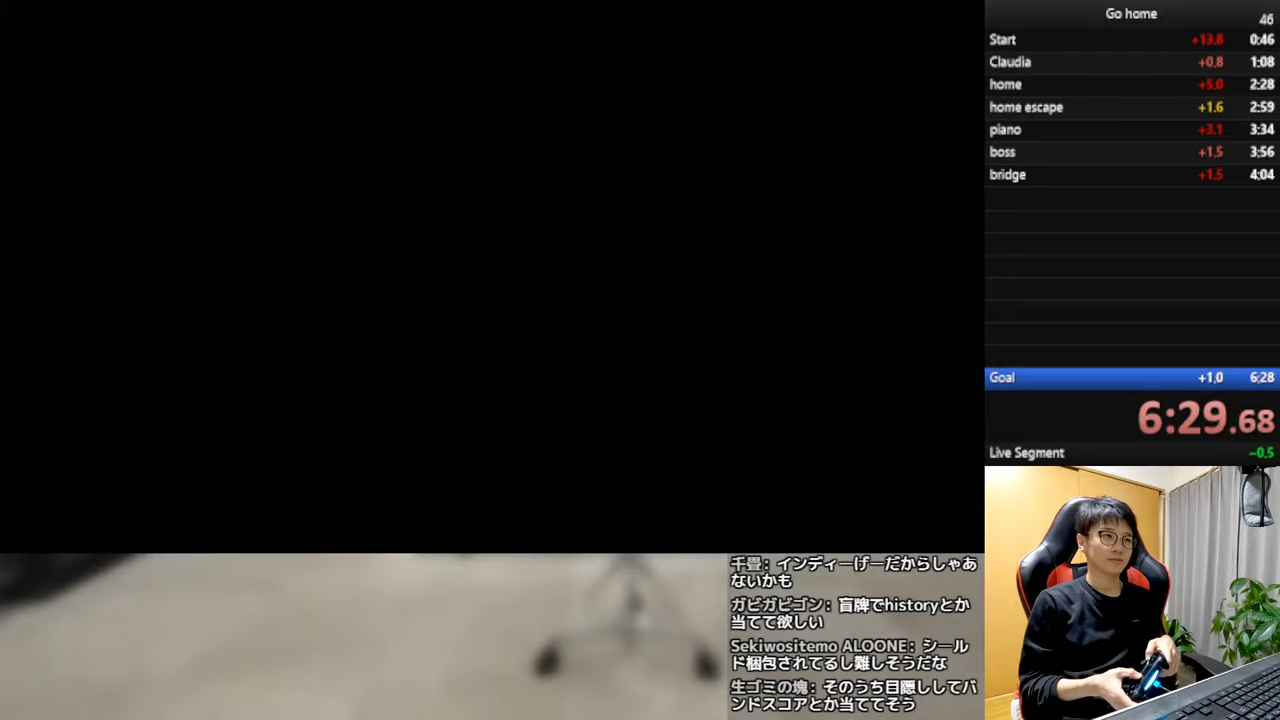 Go home
46
Start +13.8 0:46
Claudia +0.8 1:08
home +5.0 2:28
home escape +1.6 2:59
piano +3.1 3:34
boss +1.5 3:56
bridge +1.5 4:04
Goal +1.0 6:28
6:29.68
Live Segment −0.5
千畳: インディーげーだからしゃあ
ないかも
ガビガビゴン: 盲牌でhistoryとか
当てて欲しい
Sekiwositemo ALOONE: シール
ド梱包されてるし難しそうだな
生ゴミの塊: そのうち目隠ししてバ
ンドスコアとか当ててそう